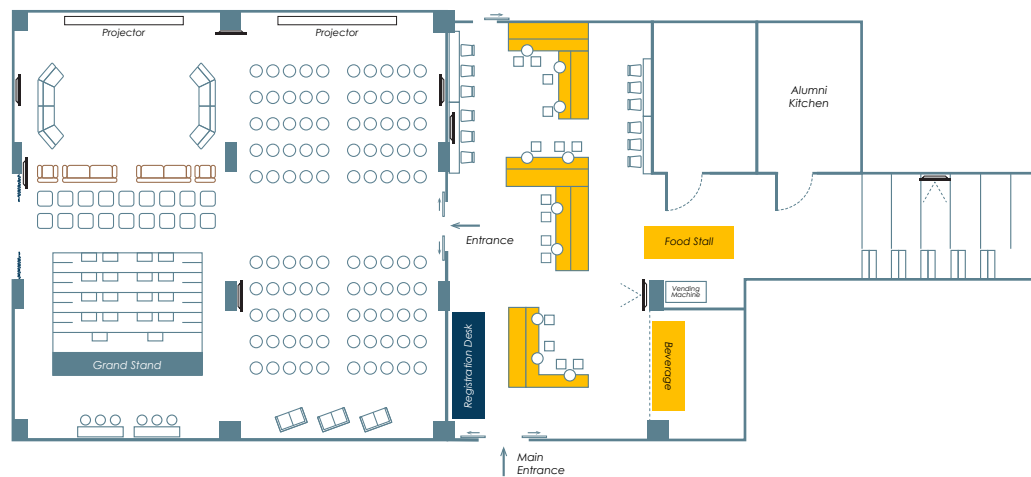 Projector
Projector
Alumni
Kitchen
Entrance
Food Stall
Vending
Machine
Registration Desk
Beverage
Grand Stand
Main
Entrance